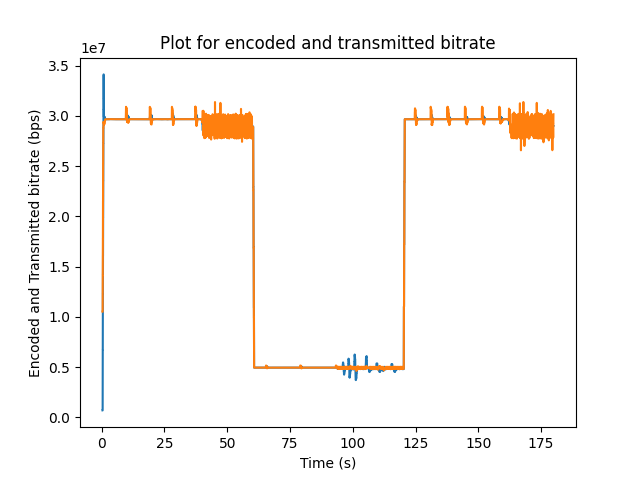 Plot for encoded and transmitted bitrate
1e7
3.5
3.0
2.5
2.0
1.5
1.0
0.5
0.0
Encoded and Transmitted bitrate (bps)
0 25 50 75 100 125 150 175
Time (s)